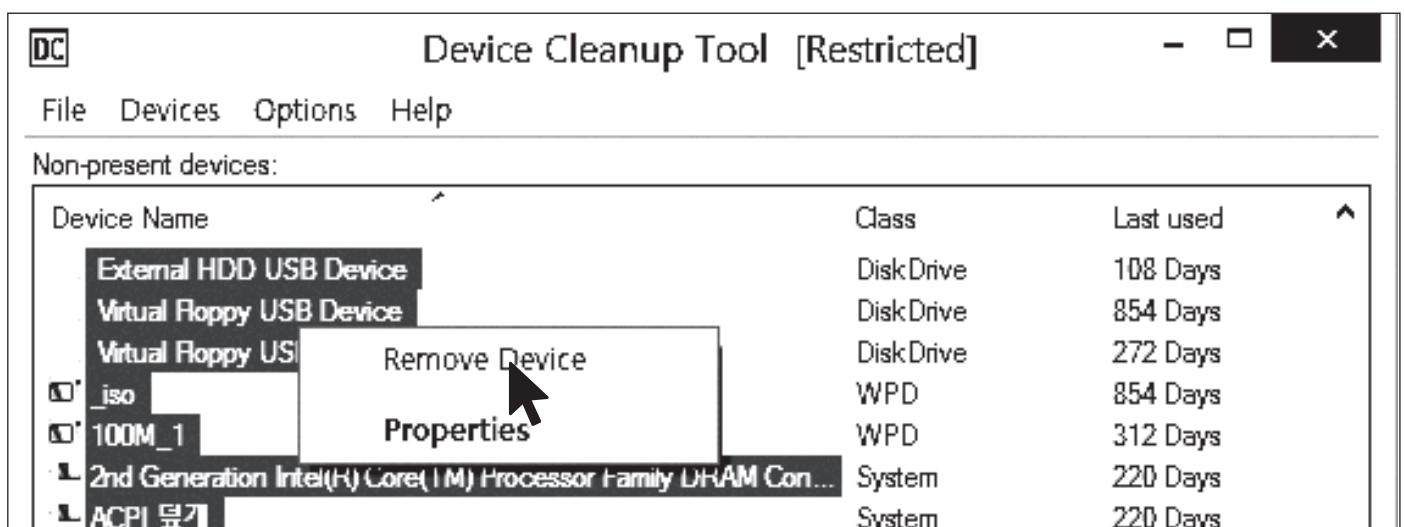 DC Device Cleanup Tool [Restricted]
File Devices Options Help
Non-present devices:
Device Name Class Last used
External HDD USB Device DiskDrive 108 Days
Virtual Floppy USB Device DiskDrive 854 Days
Virtual Floppy DiskDrive 272 Days
Remove Device
_iso WPD 854 Days
Properties
100M_1 WPD 312 Days
2nd Generation Intel(R) Core(TM) Processor Family DRAM Con... System 220 Days
ACPI 덮개 System 220 Days